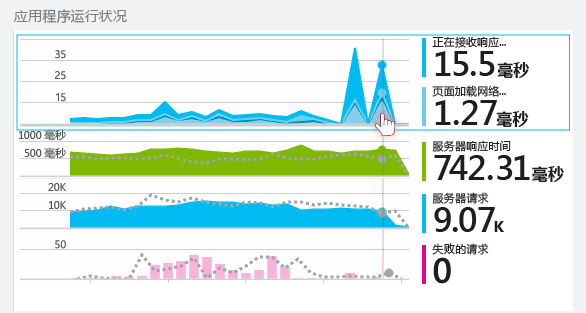 应用程序运行状况
35
25
15
正在接收响应...
15.5毫秒
页面加载网络...
1.27毫秒
1000 毫秒
500 毫秒
服务器响应时间
742.31毫秒
20K
10K
服务器请求
9.07K
50
失败的请求
0